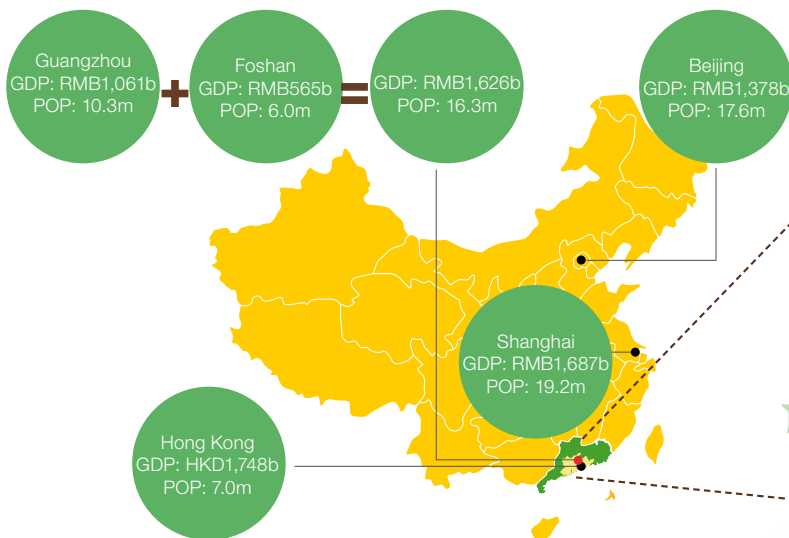 Guangzhou
GDP: RMB1,061b
POP: 10.3m
+
Foshan
GDP: RMB565b
POP: 6.0m
=
GDP: RMB1,626b
POP: 16.3m
Beijing
GDP: RMB1,378b
POP: 17.6m
Shanghai
GDP: RMB1,687b
POP: 19.2m
Hong Kong
GDP: HKD1,748b
POP: 7.0m